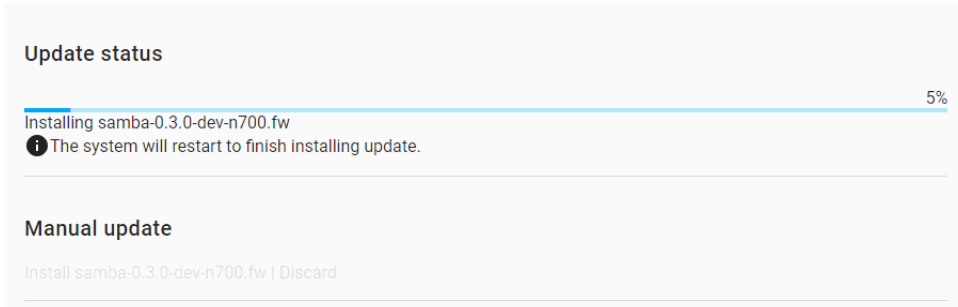 Update status
5%
Installing samba-0.3.0-dev-n700.fw
The system will restart to finish installing update.
Manual update
Install samba-0.3.0-dev-n700.fw | Discard